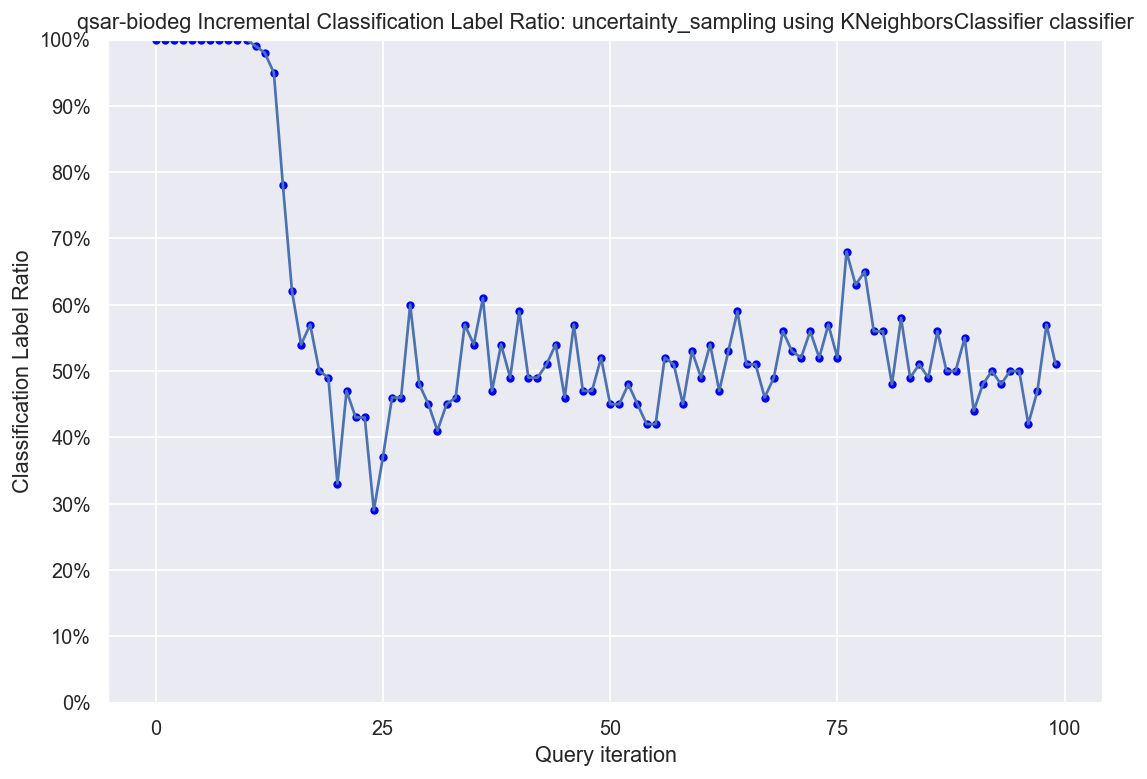 qsar-biodeg Incremental Classification Label Ratio: uncertainty_sampling using KNeighborsClassifier classifier
100%
90%
80%
70%
60%
50%
40%
30%
20%
10%
0%
Classification Label Ratio
0 25 50 75 100
Query iteration